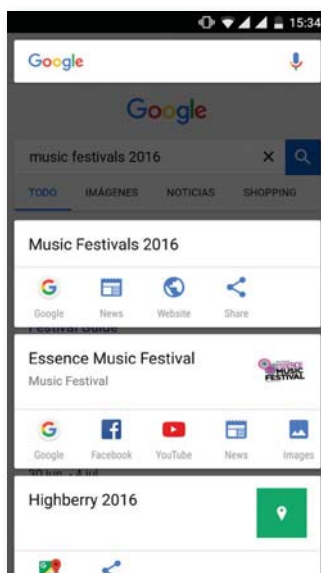 15:34
Google
Google
music festivals 2016
TODO IMÁGENES NOTICIAS SHOPPING
Music Festivals 2016
Google News Website Share
Festival Guide
Essence Music Festival
Music Festival
MUSIC
FESTIVAL
Google Facebook YouTube News Images
30 jun. - 4 jul.
Highberry 2016